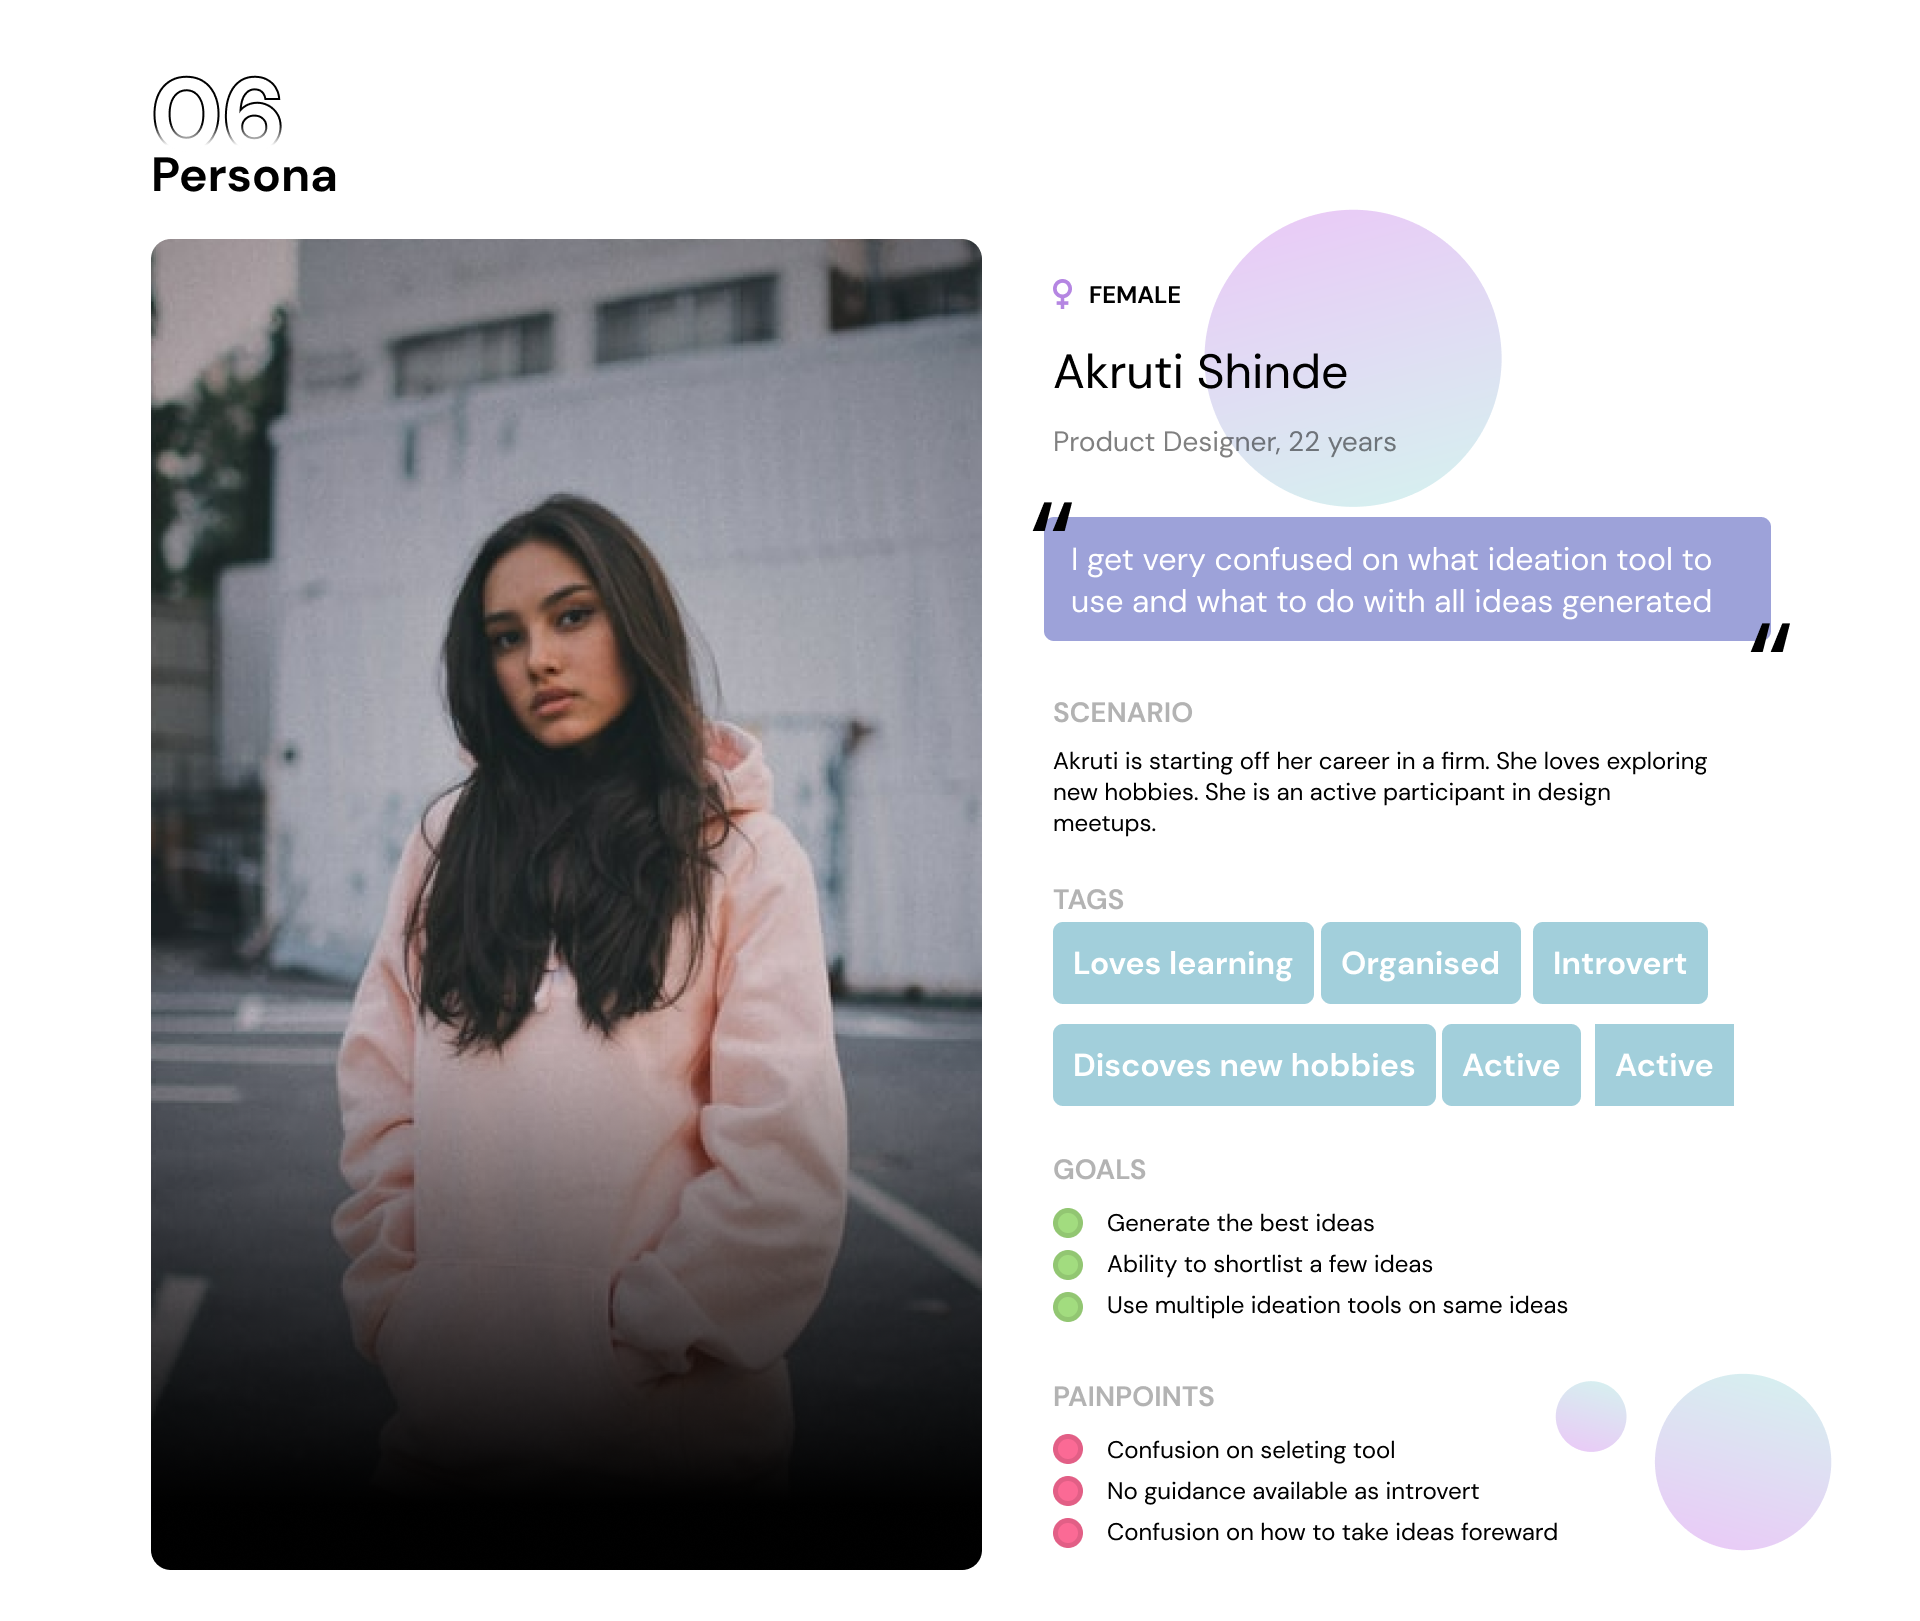 06
Persona
FEMALE
Akruti Shinde
Product Designer, 22 years
"
I get very confused on what ideation tool to
use and what to do with all ideas generated
"
SCENARIO
Akruti is starting off her career in a firm. She loves exploring
new hobbies. She is an active participant in design
meetups.
TAGS
Loves learning Organised Introvert
Discoves new hobbies Active Active
GOALS
Generate the best ideas
Ability to shortlist a few ideas
Use multiple ideation tools on same ideas
PAINPOINTS
Confusion on seleting tool
No guidance available as introvert
Confusion on how to take ideas foreward